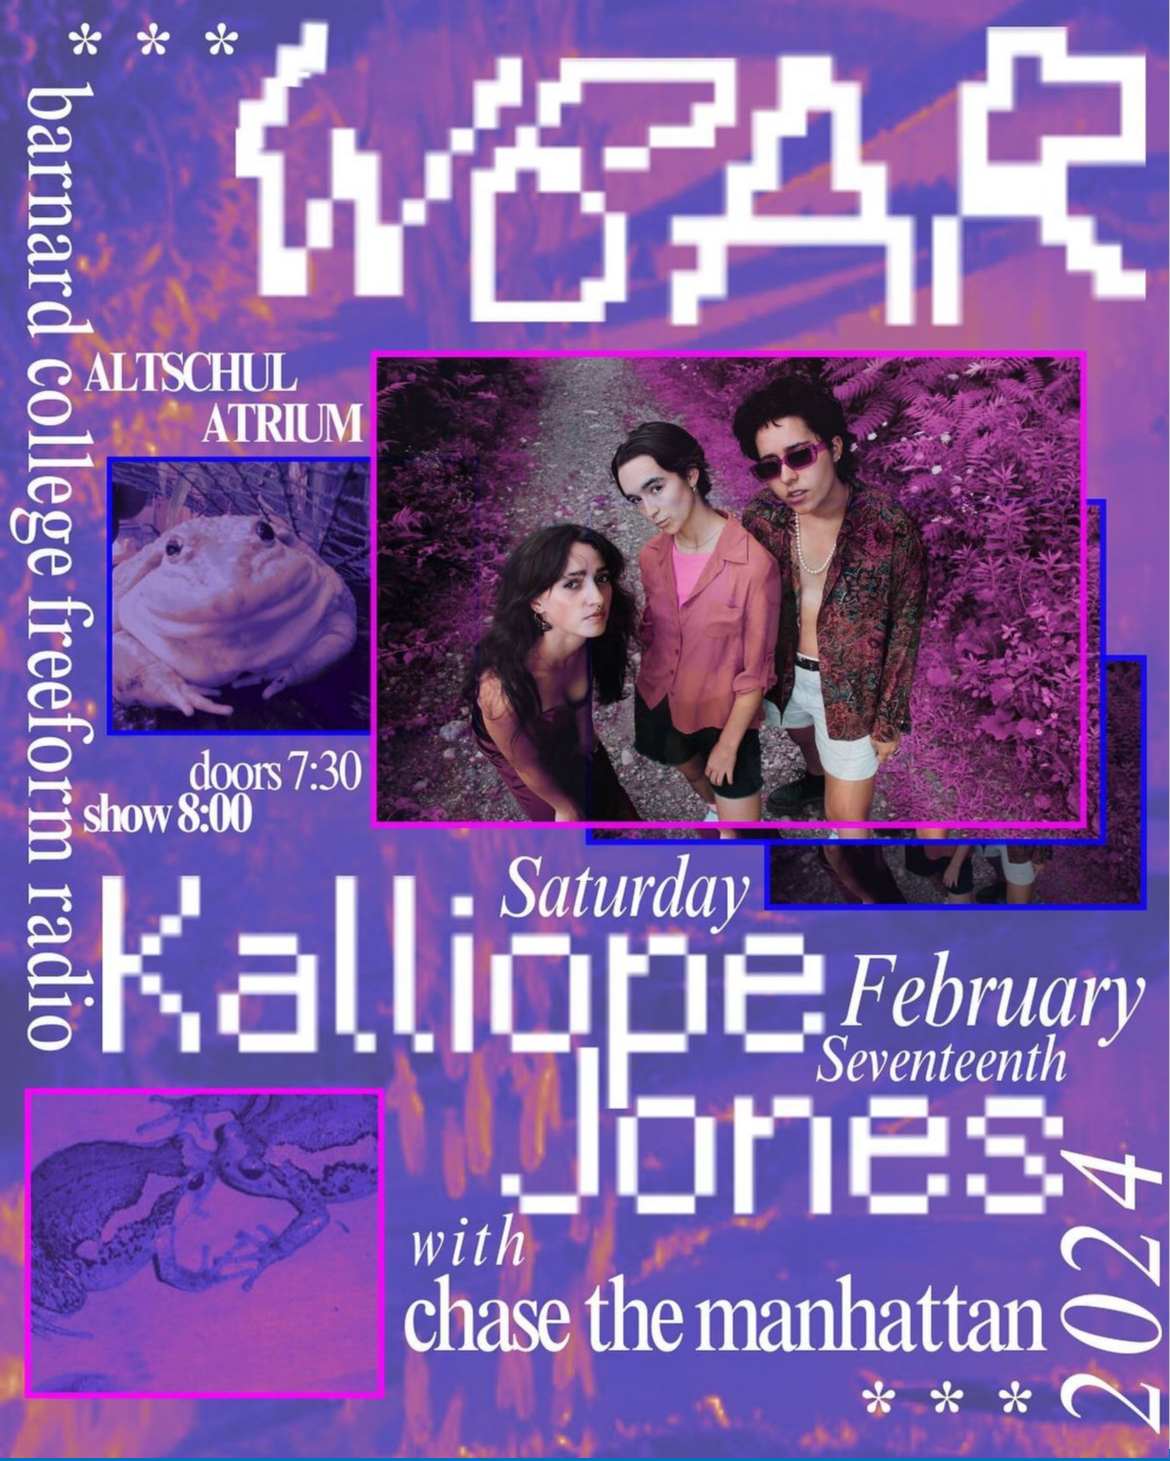 * * *
WBAR
barnard college freeform radio
ALTSCHUL
ATRIUM
doors 7:30
show 8:00
Saturday
Kalliope
February
Seventeenth
Jones
2024
with
chase the manhattan
* * *